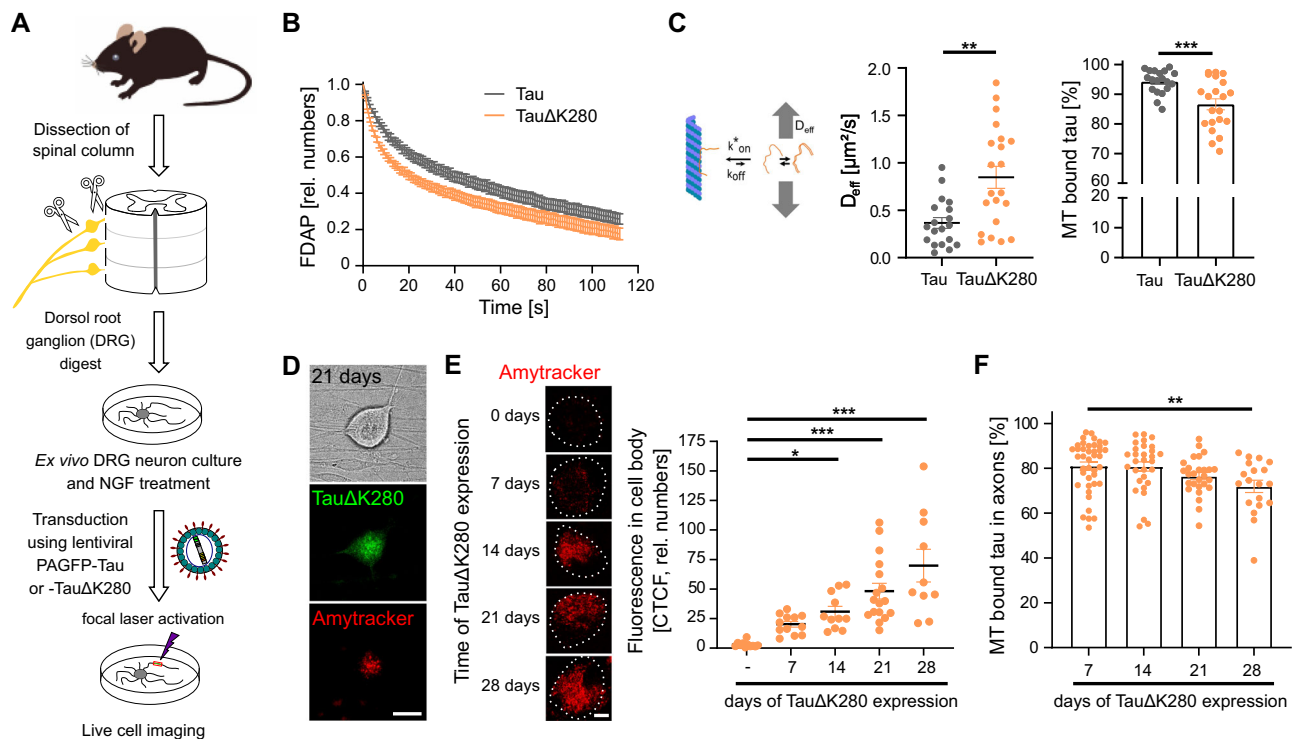 A
Dissection of
spinal column
Dorsol root
ganglion (DRG)
digest
Ex vivo DRG neuron culture
and NGF treatment
Transduction
using lentiviral
PAGFP-Tau
or -TauΔK280
focal laser activation
Live cell imaging
B
FDAP [rel. numbers]
1.0
0.8
0.6
0.4
0.2
0
0
20
40
60
80
100
120
Time [s]
Tau
TauΔK280
C
k*on
koff
Deff
**
Deff [µm²/s]
2.0
1.5
1.0
0.5
0.0
Tau
TauΔK280
***
MT bound tau [%]
100
90
80
70
60
20
10
0
Tau
TauΔK280
D
21 days
TauΔK280
Amytracker
E
Amytracker
Time of TauΔK280 expression
0 days
7 days
14 days
21 days
28 days
***
***
*
Fluorescence in cell body
[CTCF, rel. numbers]
175
150
125
100
75
50
25
0
-
7
14
21
28
days of TauΔK280 expression
F
**
MT bound tau in axons [%]
100
80
60
40
20
0
7
14
21
28
days of TauΔK280 expression